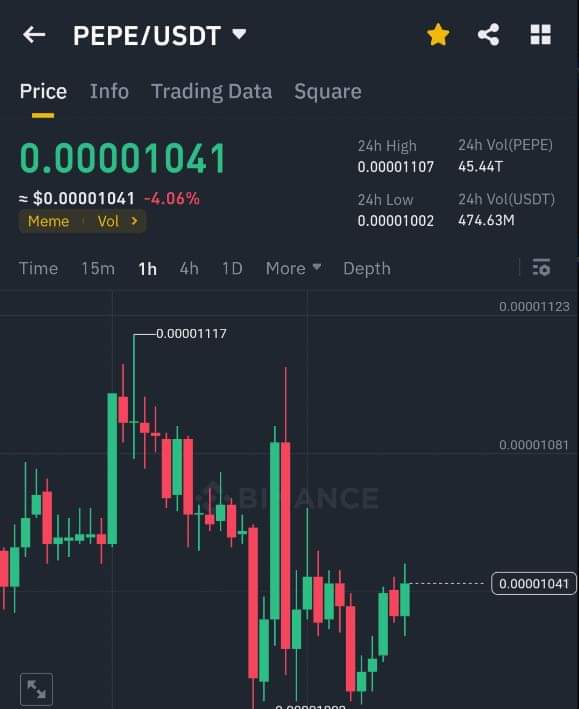 PEPE/USDT
Price Info Trading Data Square
0.00001041
≈ $0.00001041 -4.06%
Meme Vol
24h High
0.00001107
24h Vol(PEPE)
45.44T
24h Low
0.00001002
24h Vol(USDT)
474.63M
Time 15m 1h 4h 1D More Depth
0.00001123
0.00001117
0.00001081
BINANCE
0.00001041